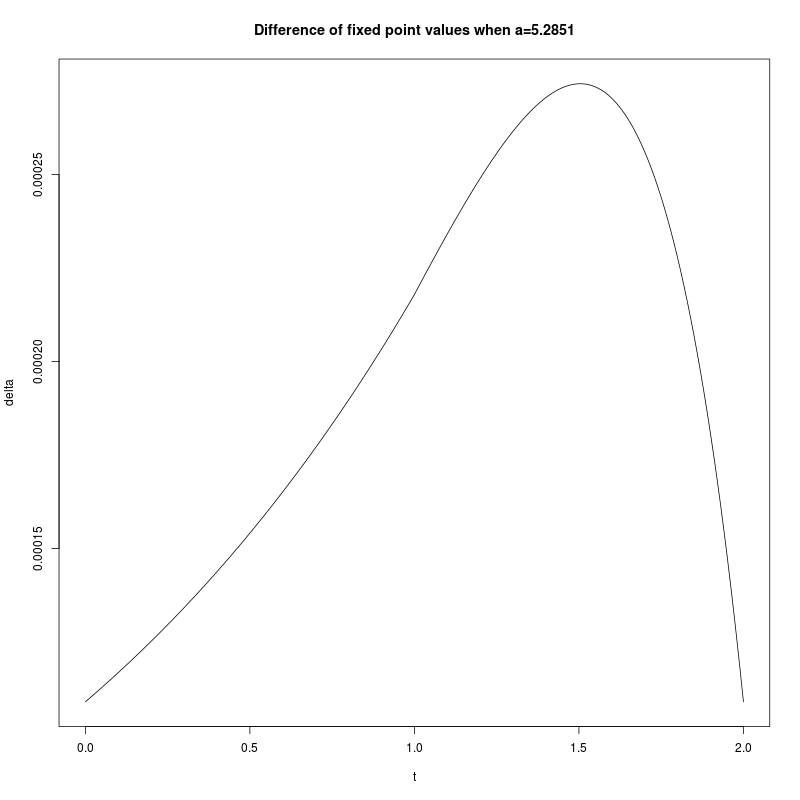 Difference of fixed point values when a=5.2851
delta
0.00025
0.00020
0.00015
0.0 0.5 1.0 1.5 2.0
t